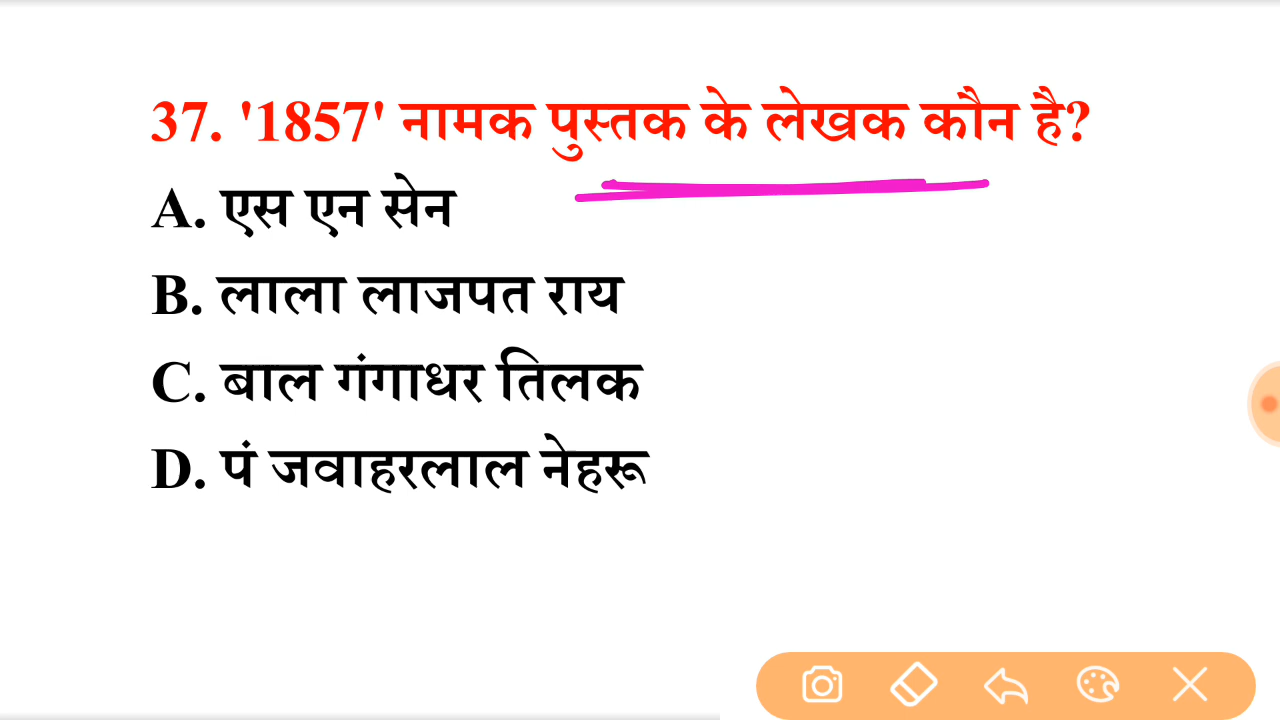 37. '1857' नामक पुस्तक के लेखक कौन है?
A. एस एन सेन
B. लाला लाजपत राय
C. बाल गंगाधर तिलक
D. पं जवाहरलाल नेहरू